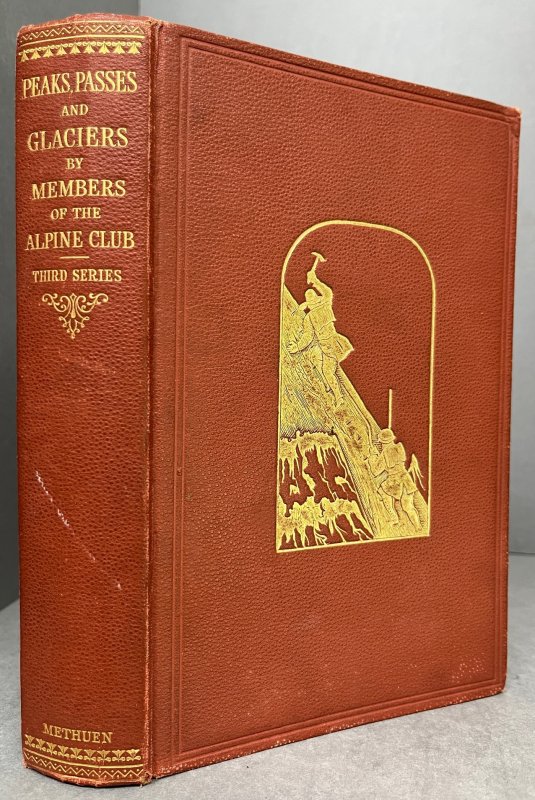 PEAKS, PASSES
AND
GLACIERS
BY
MEMBERS
OF THE
ALPINE CLUB
THIRD SERIES
METHUEN